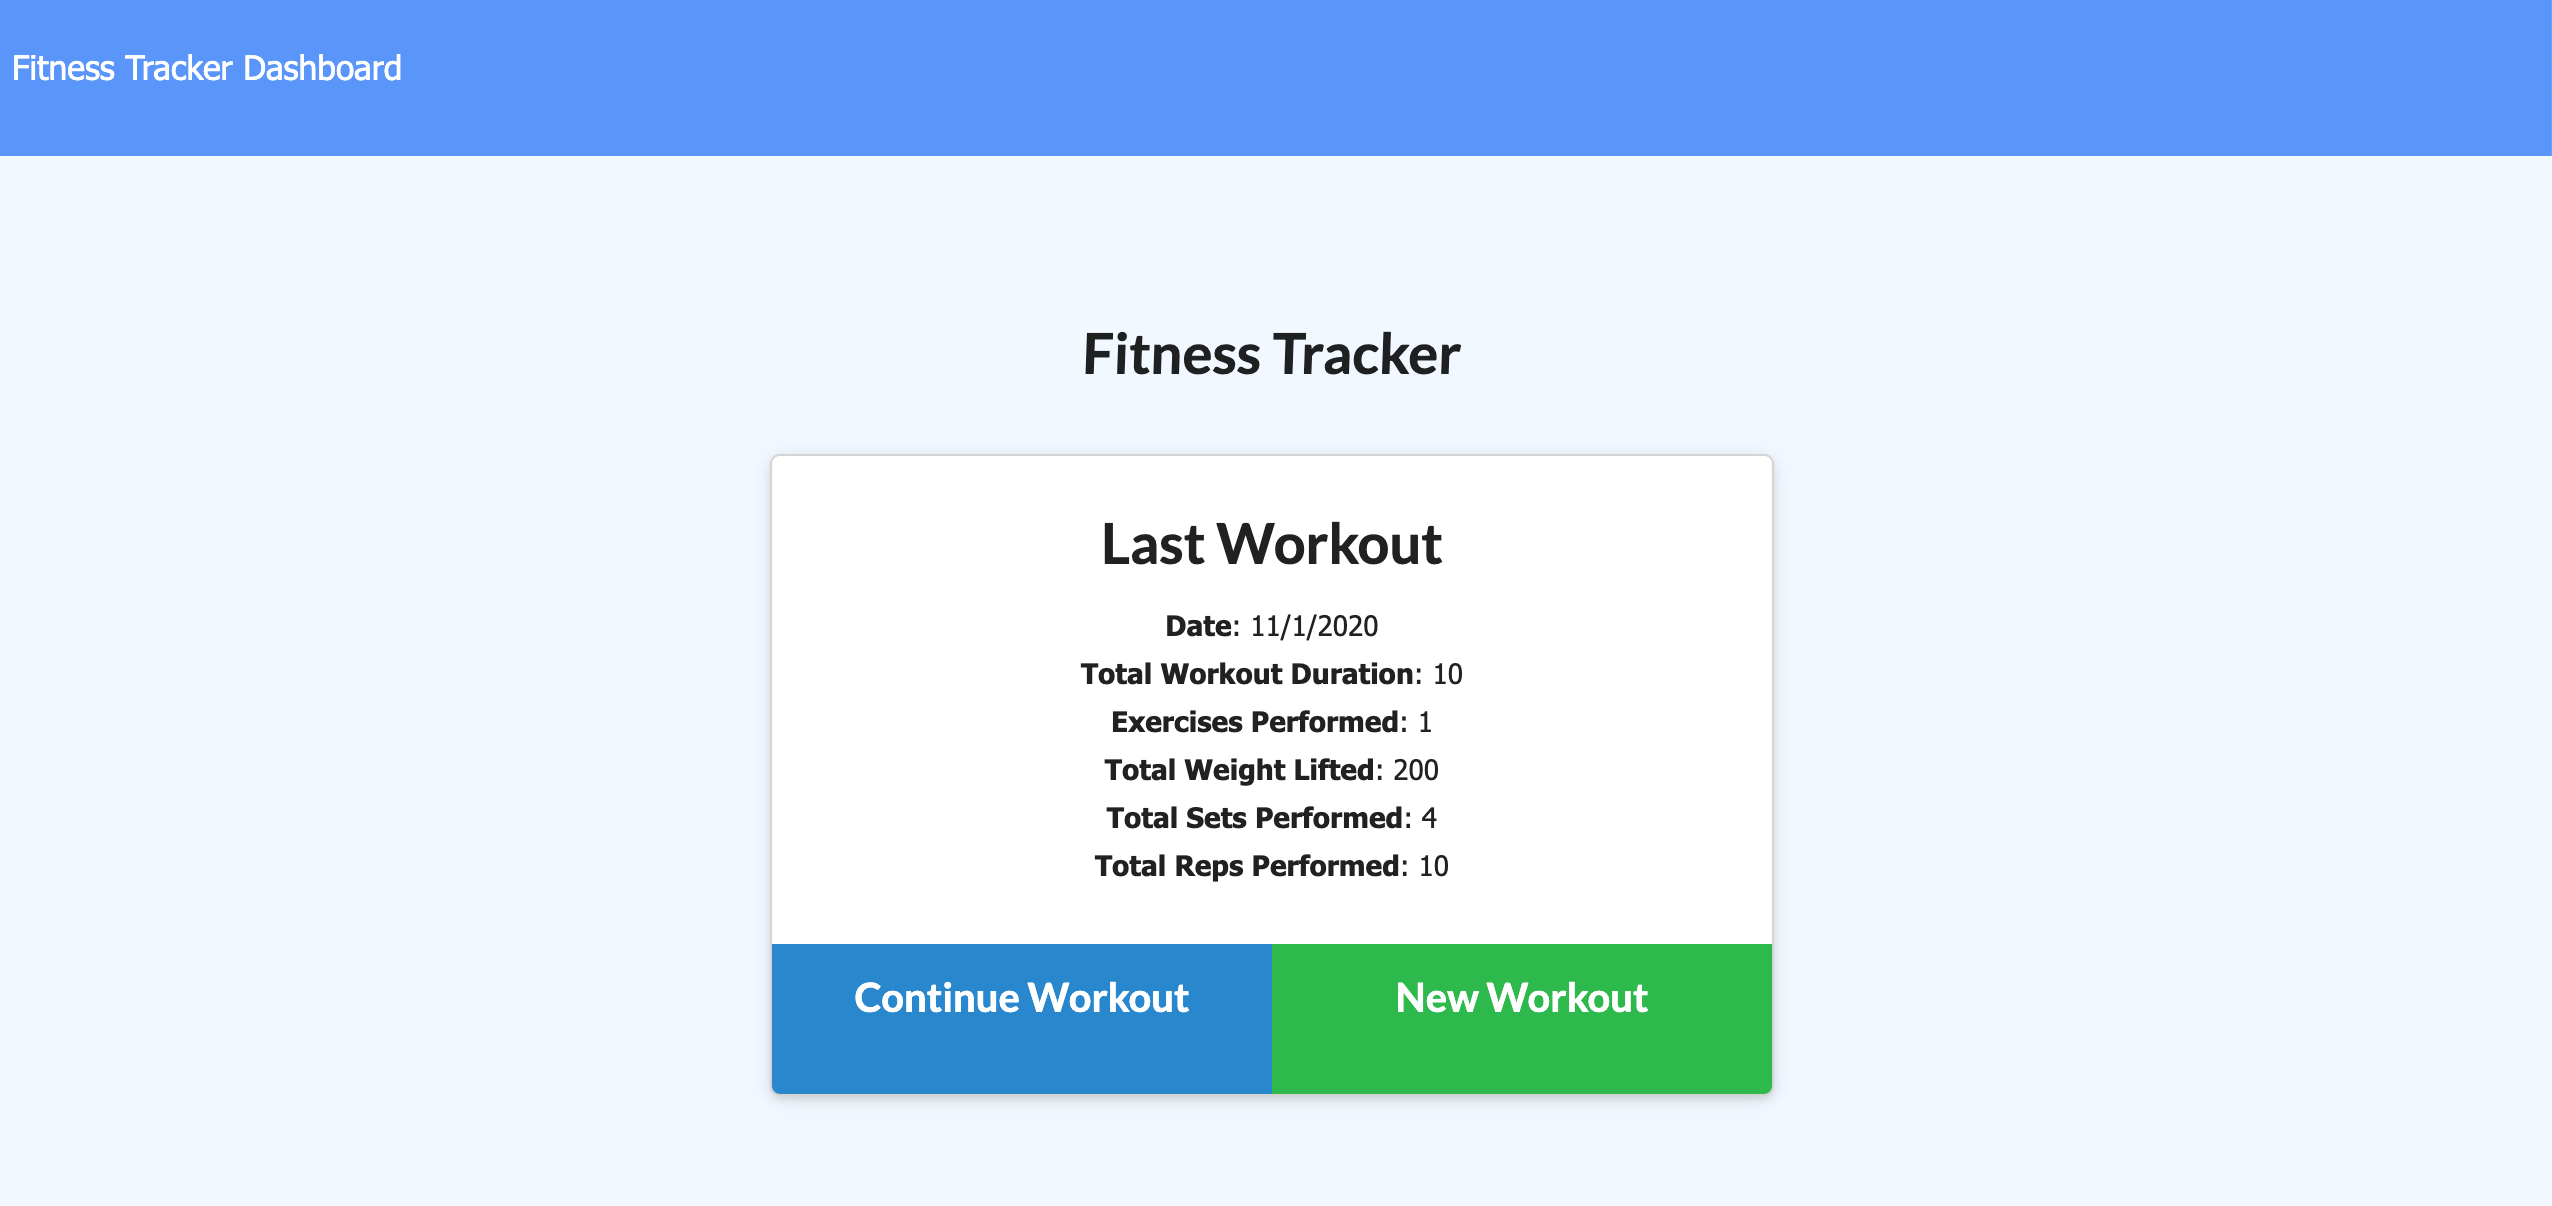 Fitness Tracker Dashboard
Fitness Tracker
Last Workout
Date: 11/1/2020
Total Workout Duration: 10
Exercises Performed: 1
Total Weight Lifted: 200
Total Sets Performed: 4
Total Reps Performed: 10
Continue Workout
New Workout